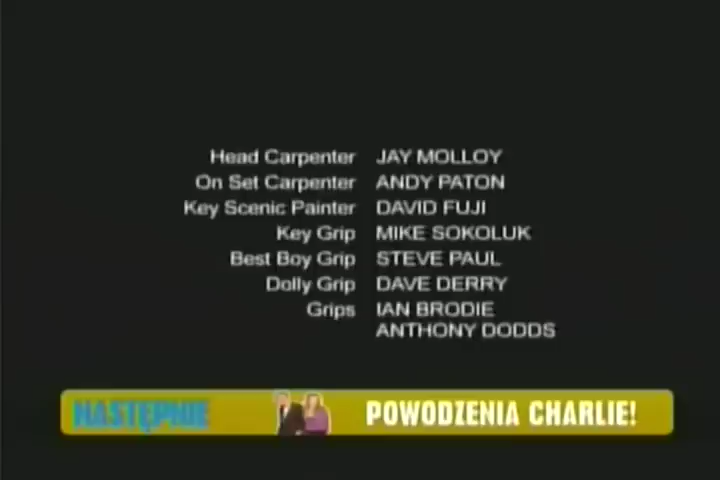 Head Carpenter JAY MOLLOY
On Set Carpenter ANDY PATON
Key Scenic Painter DAVID FUJI
Key Grip MIKE SOKOLUK
Best Boy Grip STEVE PAUL
Dolly Grip DAVE DERRY
Grips IAN BRODIE
ANTHONY DODDS
NASTĘPNIE POWODZENIA CHARLIE!